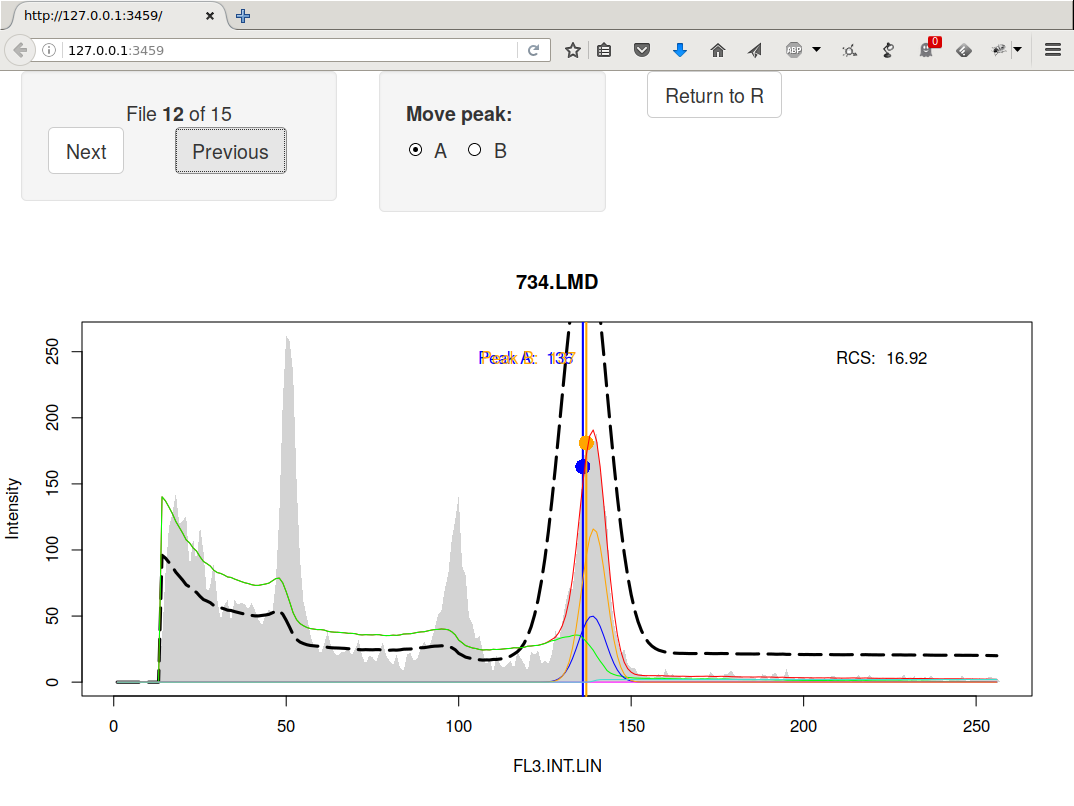 http://127.0.0.1:3459/
127.0.0.1:3459
ABP
0
File 12 of 15
Next
Previous
Move peak:
A
B
Return to R
734.LMD
Peak A: 136
RCS: 16.92
Intensity
0
50
100
150
200
250
0
50
100
150
200
250
FL3.INT.LIN